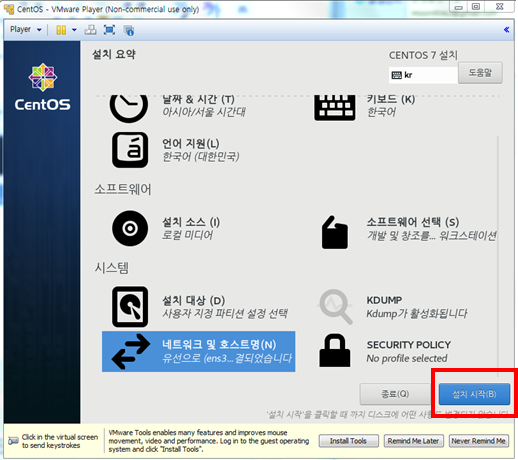 CentOS - VMware Player (Non-commercial use only)
Player
설치 요약
CENTOS 7 설치
kr
도움말
CentOS
날짜 & 시간 (T)
아시아/서울 시간대
키보드 (K)
한국어
언어 지원(L)
한국어 (대한민국)
소프트웨어
설치 소스 (I)
로컬 미디어
소프트웨어 선택 (S)
개발 및 창조를... 워크스테이션
시스템
설치 대상 (D)
사용자 지정 파티션 설정 선택
KDUMP
Kdump가 활성화됩니다
네트워크 및 호스트명(N)
유선으로 (ens3...결되었습니다
SECURITY POLICY
No profile selected
종료(Q)
설치 시작(B)
'설치 시작'을 클릭할 때 까지 디스크에 어떤
Click in the virtual screen
to send keystrokes
VMware Tools enables many features and improves mouse
movement, video and performance. Log in to the guest operating
system and click "Install Tools".
Install Tools
Remind Me Later
Never Remind Me